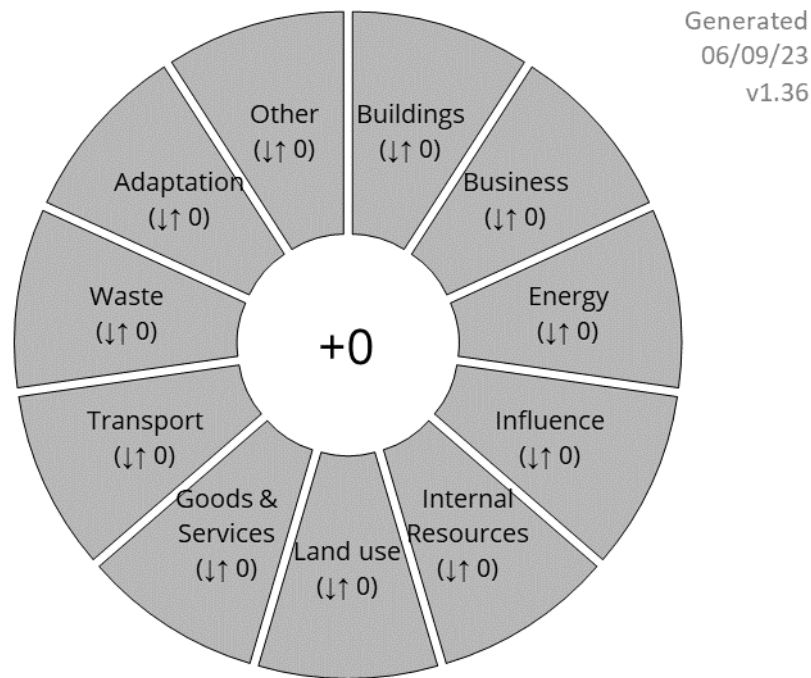 Generated
06/09/23
v1.36
Other
(↓↑ 0)
Buildings
(↓↑ 0)
Adaptation
(↓↑ 0)
Business
(↓↑ 0)
Waste
(↓↑ 0)
Energy
(↓↑ 0)
+0
Transport
(↓↑ 0)
Influence
(↓↑ 0)
Goods &
Services
(↓↑ 0)
Internal
Resources
(↓↑ 0)
Land use
(↓↑ 0)